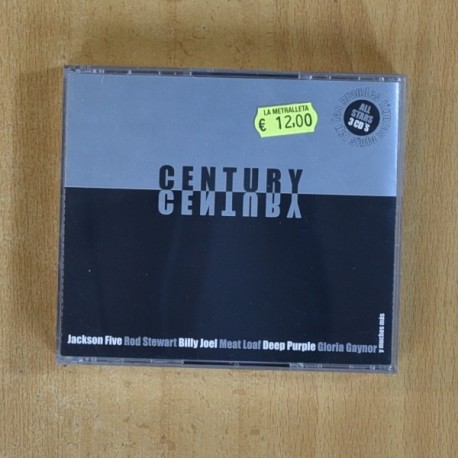 LA METRALLETA
€ 12,00
ALL
STARS
3 CD'S
CENTURY
CENTURY
Jackson Five Rod Stewart Billy Joel Meat Loaf Deep Purple Gloria Gaynor
y muchos más